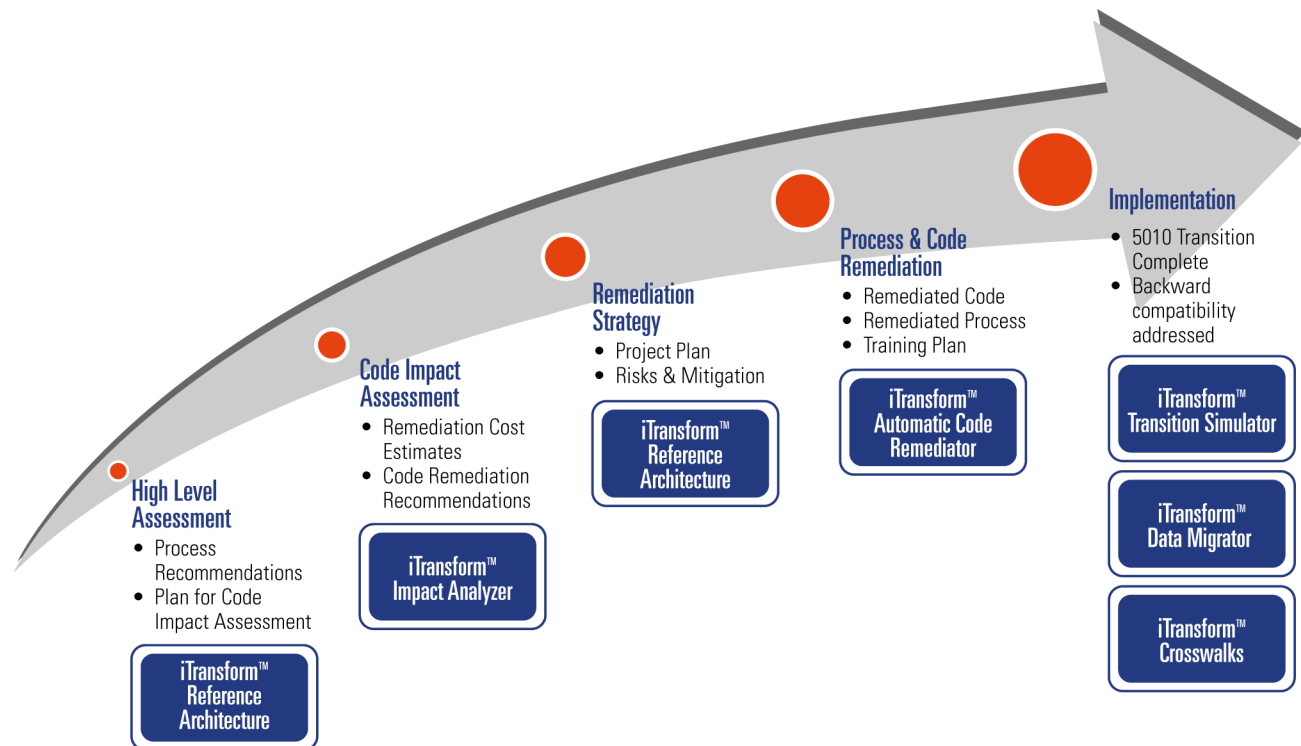 High Level
Assessment
• Process
Recommendations
• Plan for Code
Impact Assessment
iTransform™
Reference
Architecture
Code Impact
Assessment
• Remediation Cost
Estimates
• Code Remediation
Recommendations
iTransform™
Impact Analyzer
Remediation
Strategy
• Project Plan
• Risks & Mitigation
iTransform™
Reference
Architecture
Process & Code
Remediation
• Remediated Code
• Remediated Process
• Training Plan
iTransform™
Automatic Code
Remediator
Implementation
• 5010 Transition
Complete
• Backward
compatibility
addressed
iTransform™
Transition Simulator
iTransform™
Data Migrator
iTransform™
Crosswalks